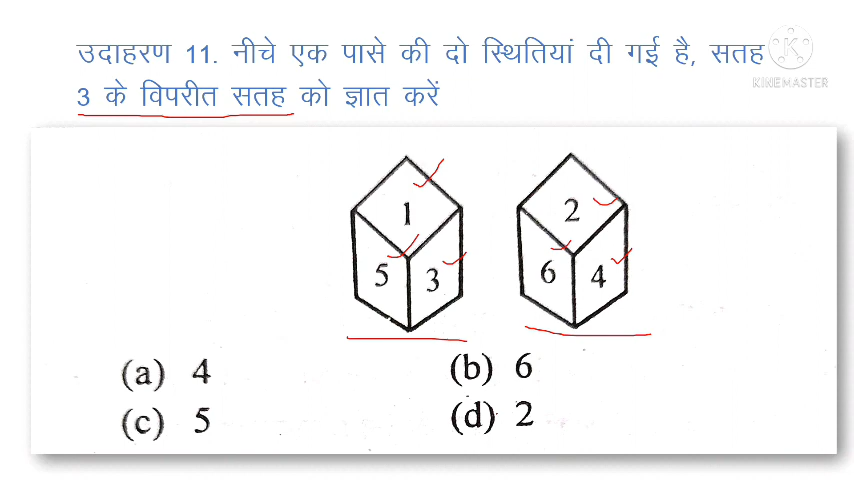 उदाहरण 11. नीचे एक पासे की दो स्थितियां दी गई है, सतह
3 के विपरीत सतह को ज्ञात करें
KINEMASTER
1
2
5
3
6
4
(a) 4
(b) 6
(c) 5
(d) 2